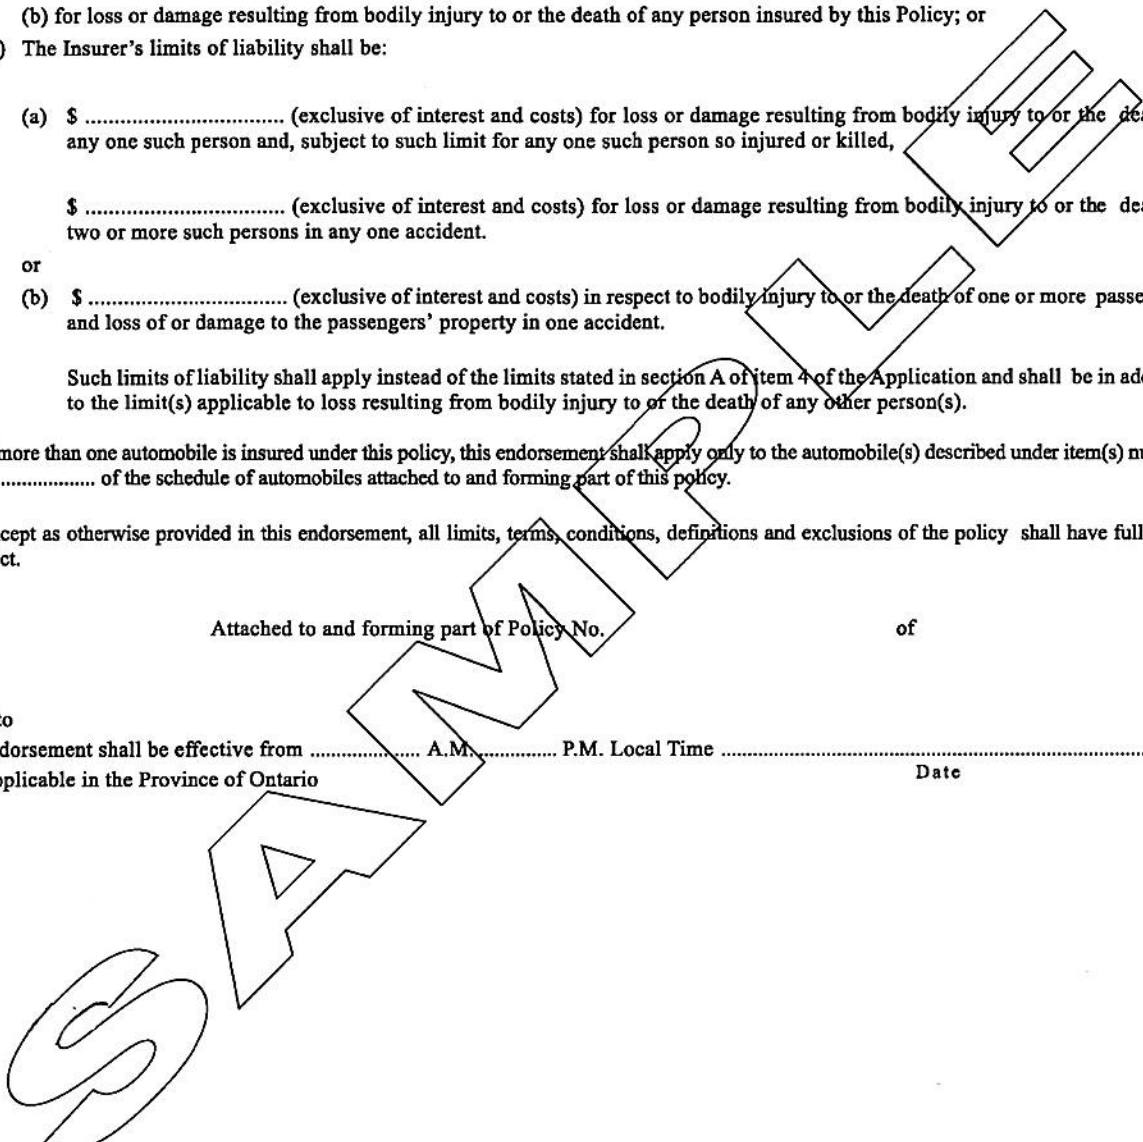 (b) for loss or damage resulting from bodily injury to or the death of any person insured by this Policy; or
) The Insurer's limits of liability shall be:
(a) $ .................................. (exclusive of interest and costs) for loss or damage resulting from bodily injury to or the dea
any one such person and, subject to such limit for any one such person so injured or killed,
$ .................................. (exclusive of interest and costs) for loss or damage resulting from bodily injury to or the dea
two or more such persons in any one accident.
or
(b) $ .................................. (exclusive of interest and costs) in respect to bodily injury to or the death of one or more passe
and loss of or damage to the passengers' property in one accident.
Such limits of liability shall apply instead of the limits stated in section A of item 4 of the Application and shall be in add
to the limit(s) applicable to loss resulting from bodily injury to or the death of any other person(s).
more than one automobile is insured under this policy, this endorsement shall apply only to the automobile(s) described under item(s) nu
................... of the schedule of automobiles attached to and forming part of this policy.
cept as otherwise provided in this endorsement, all limits, terms, conditions, definitions and exclusions of the policy shall have full
ct.
Attached to and forming part of Policy No. of
to
dorsement shall be effective from ................... A.M. .............. P.M. Local Time ........................................................................
Date
pplicable in the Province of Ontario
SAMPLE